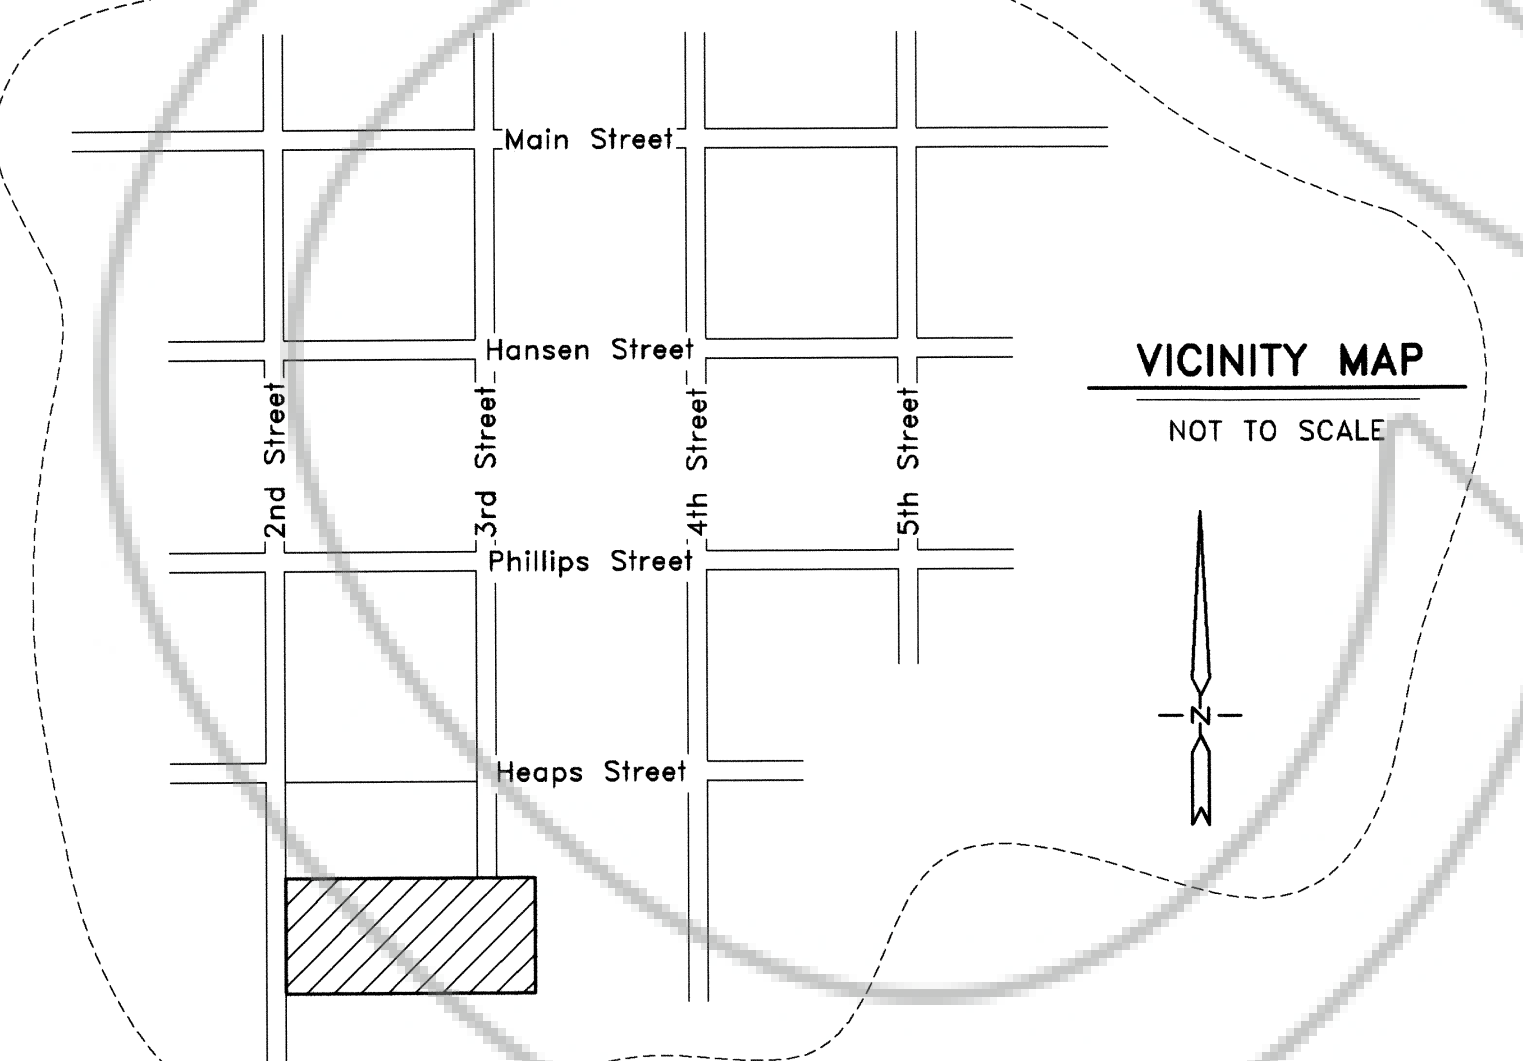 Main Street
Hansen Street
VICINITY MAP
NOT TO SCALE
2nd Street
3rd Street
4th Street
5th Street
Phillips Street
N
Heaps Street